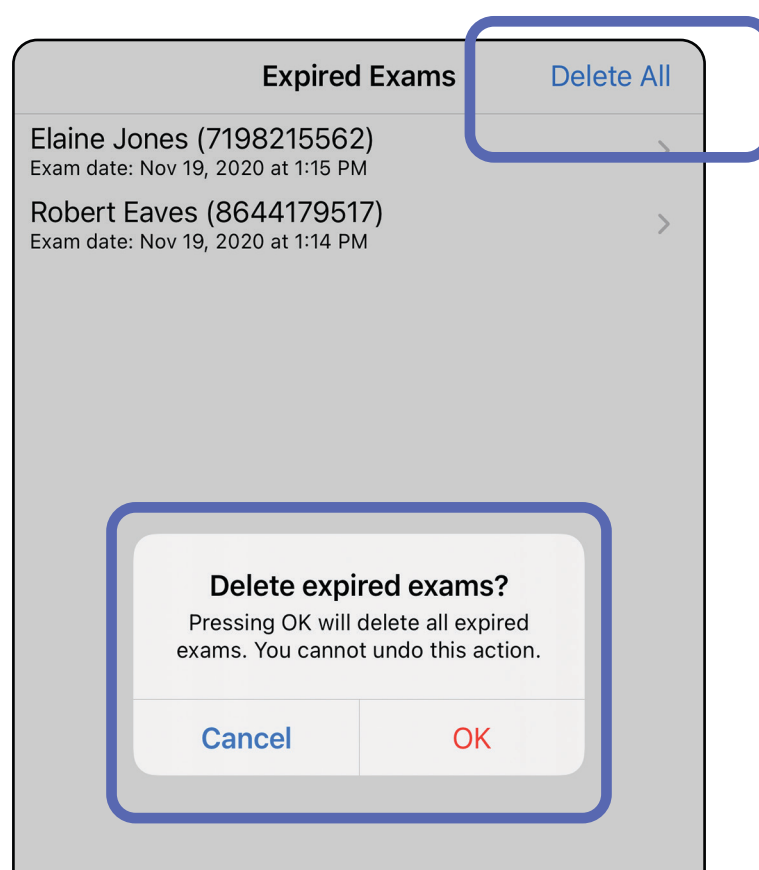 Expired Exams
Delete All
Elaine Jones (7198215562)
Exam date: Nov 19, 2020 at 1:15 PM
Robert Eaves (8644179517)
Exam date: Nov 19, 2020 at 1:14 PM
Delete expired exams?
Pressing OK will delete all expired
exams. You cannot undo this action.
Cancel
OK